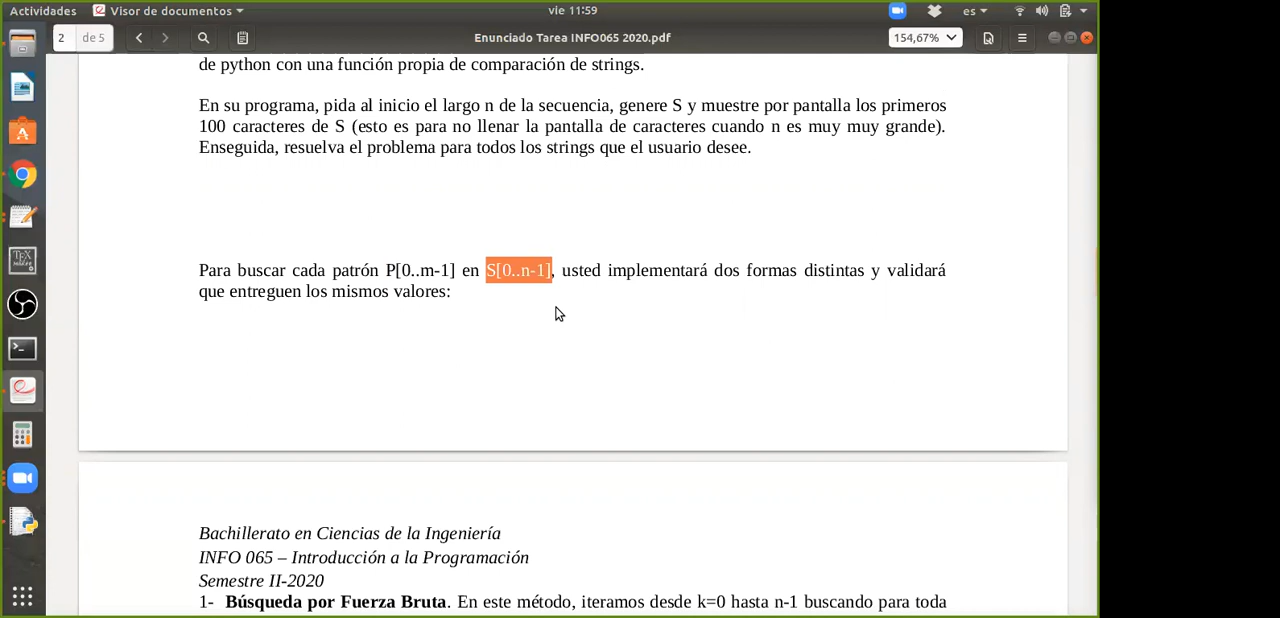 Actividades Visor de documentos vie 11:59 es
2 de 5 Enunciado Tarea INFO065 2020.pdf 154,67%
de python con una función propia de comparación de strings.
En su programa, pida al inicio el largo n de la secuencia, genere S y muestre por pantalla los primeros
100 caracteres de S (esto es para no llenar la pantalla de caracteres cuando n es muy muy grande).
Enseguida, resuelva el problema para todos los strings que el usuario desee.
Para buscar cada patrón P[0..m-1] en S[0..n-1], usted implementará dos formas distintas y validará
que entreguen los mismos valores:
Bachillerato en Ciencias de la Ingeniería
INFO 065 – Introducción a la Programación
Semestre II-2020
1- Búsqueda por Fuerza Bruta. En este método, iteramos desde k=0 hasta n-1 buscando para toda